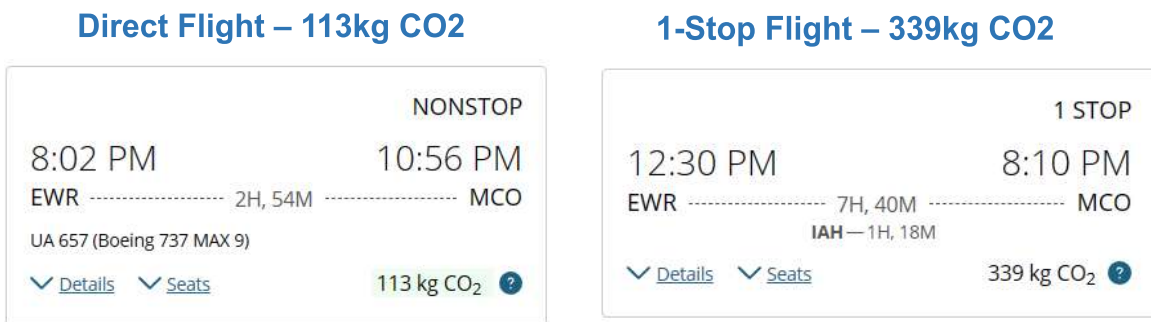 Direct Flight – 113kg CO2
NONSTOP
8:02 PM 10:56 PM
EWR 2H, 54M MCO
UA 657 (Boeing 737 MAX 9)
Details Seats 113 kg CO₂ ?
1-Stop Flight – 339kg CO2
1 STOP
12:30 PM 8:10 PM
EWR 7H, 40M MCO
IAH — 1H, 18M
Details Seats 339 kg CO₂ ?